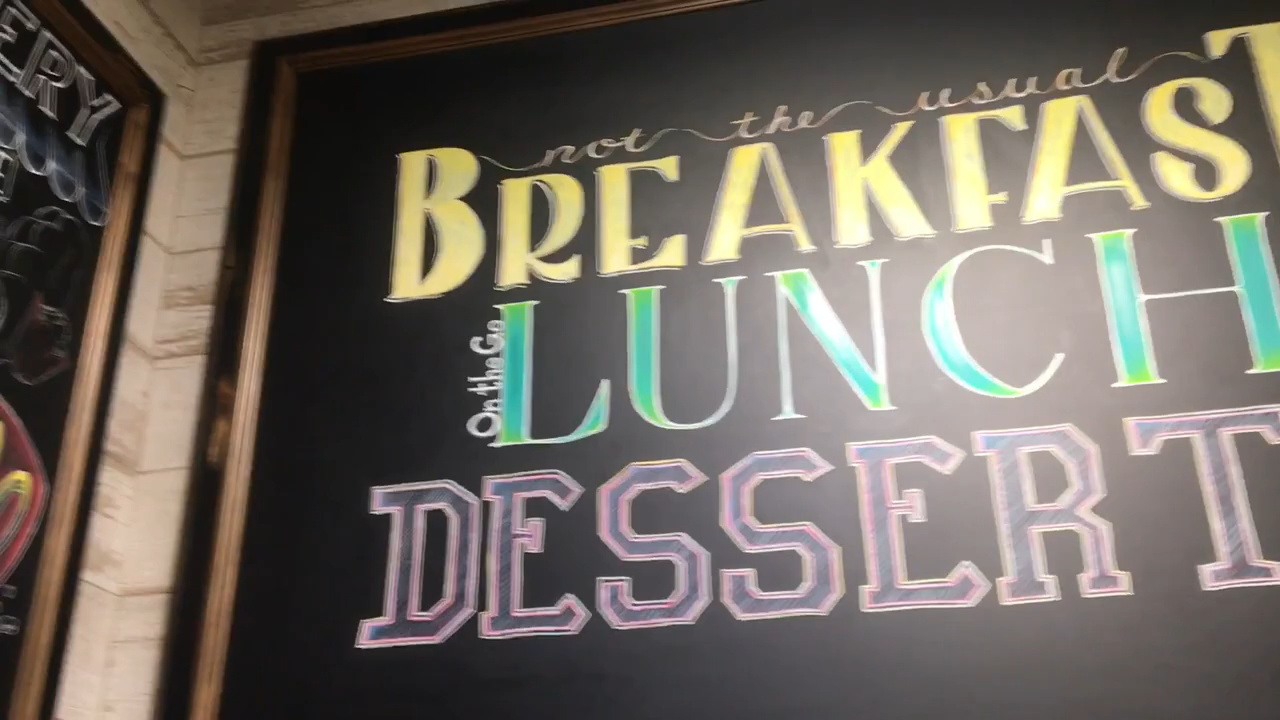 ERY
not the usual
BREAKFAST
On the Go
LUNCH
DESSERT